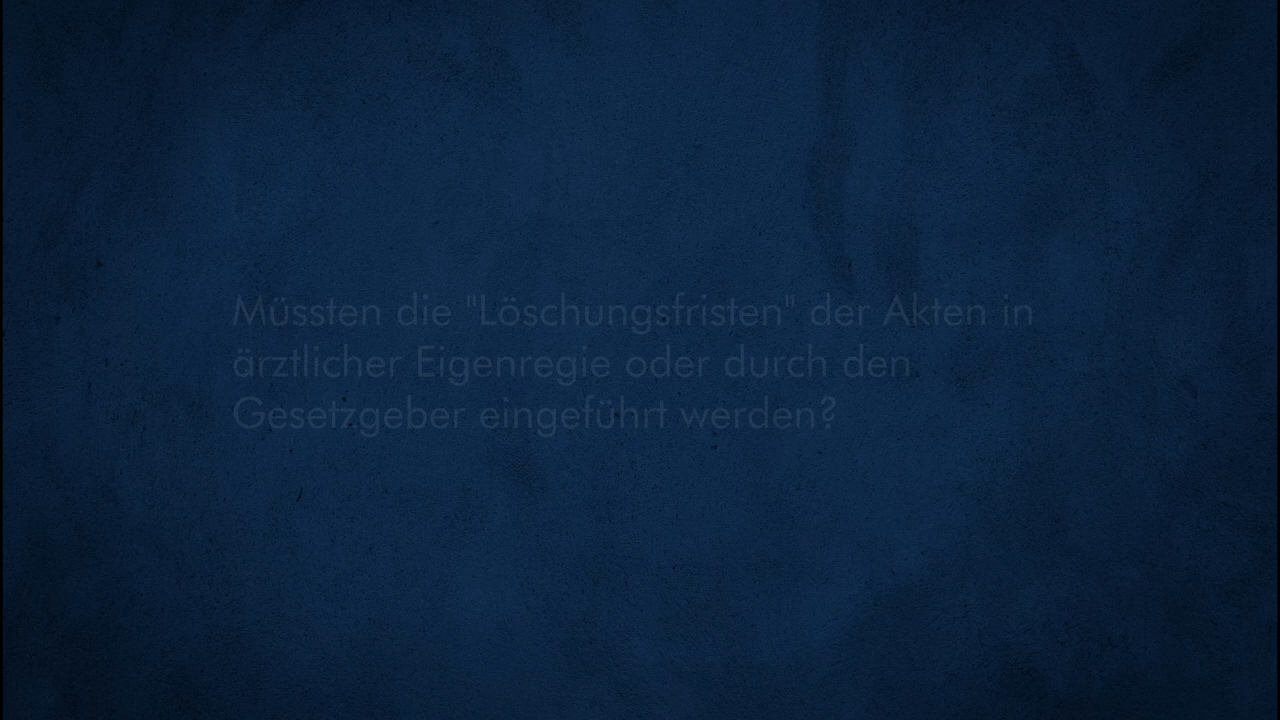 Müssten die "Löschungsfristen" der Akten in
ärztlicher Eigenregie oder durch den
Gesetzgeber eingeführt werden?